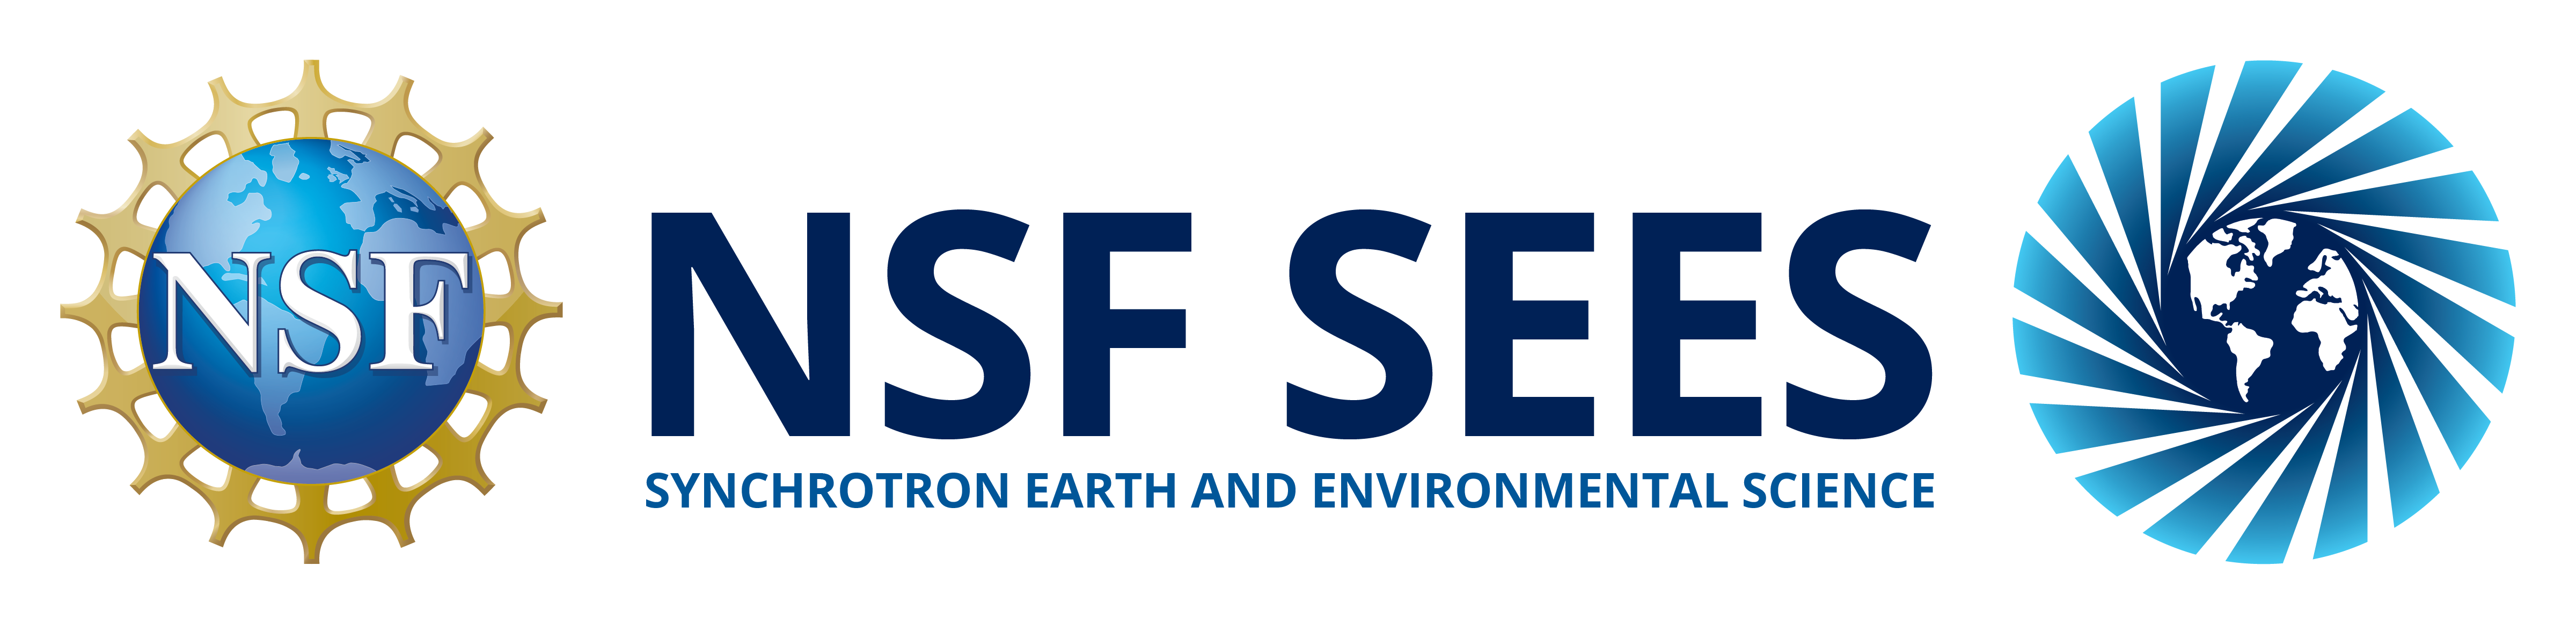 NSF
NSF SEES
SYNCHROTRON EARTH AND ENVIRONMENTAL SCIENCE